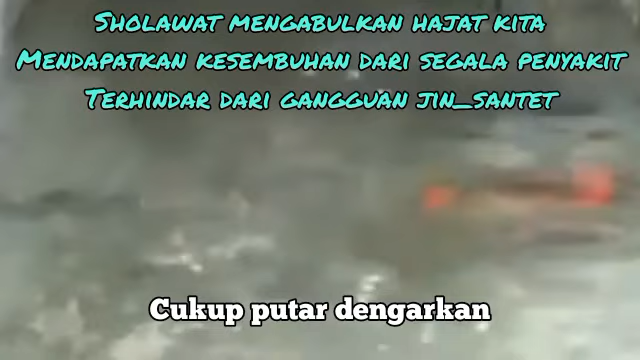 Sholawat mengabulkan hajat kita
Mendapatkan kesembuhan dari segala penyakit
Terhindar dari gangguan jin_santet
Cukup putar dengarkan